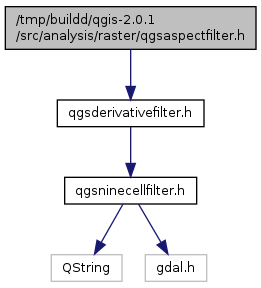 /tmp/buildd/qgis-2.0.1
/src/analysis/raster/qgsaspectfilter.h
qgsderivativefilter.h
qgsninecellfilter.h
QString
gdal.h